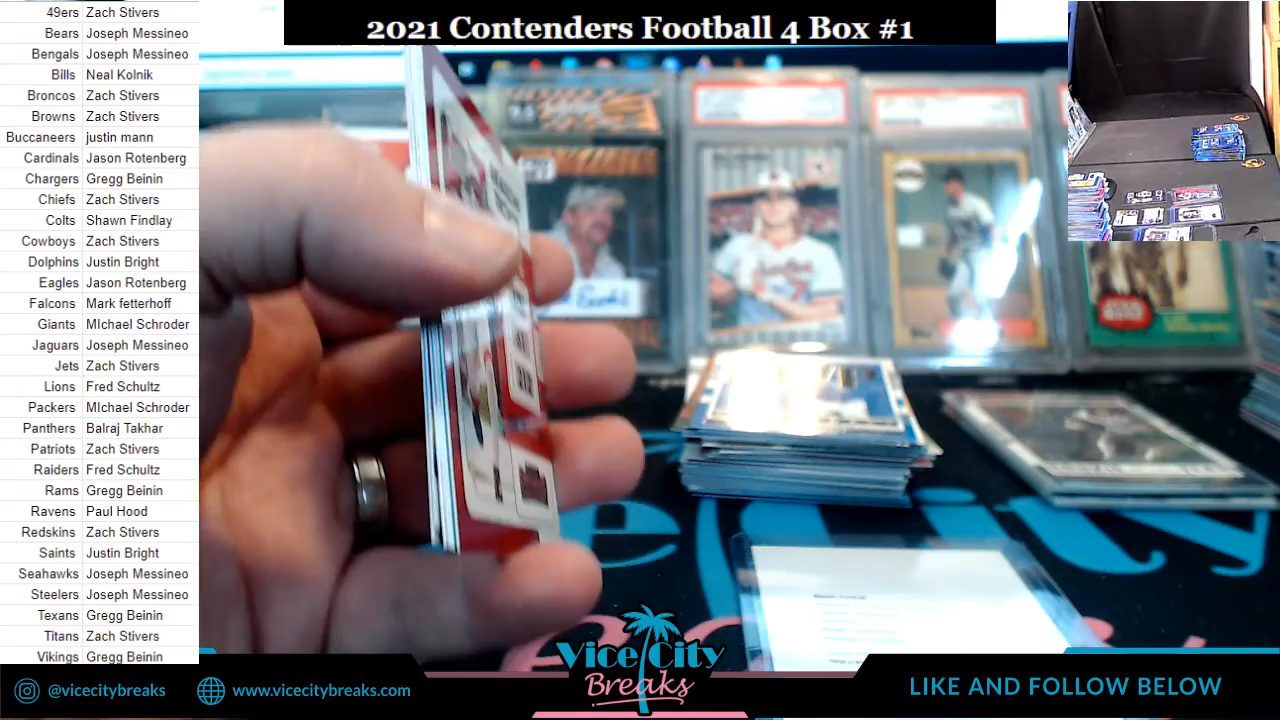 2021 Contenders Football 4 Box #1
49ers Zach Stivers
Bears Joseph Messineo
Bengals Joseph Messineo
Bills Neal Kolnik
Broncos Zach Stivers
Browns Zach Stivers
Buccaneers justin mann
Cardinals Jason Rotenberg
Chargers Gregg Beinin
Chiefs Zach Stivers
Colts Shawn Findlay
Cowboys Zach Stivers
Dolphins Justin Bright
Eagles Jason Rotenberg
Falcons Mark fetterhoff
Giants MIchael Schroder
Jaguars Joseph Messineo
Jets Zach Stivers
Lions Fred Schultz
Packers MIchael Schroder
Panthers Balraj Takhar
Patriots Zach Stivers
Raiders Fred Schultz
Rams Gregg Beinin
Ravens Paul Hood
Redskins Zach Stivers
Saints Justin Bright
Seahawks Joseph Messineo
Steelers Joseph Messineo
Texans Gregg Beinin
Titans Zach Stivers
Vikings Gregg Beinin
STAR
WARS
Vice City
Breaks
@vicecitybreaks
www.vicecitybreaks.com
LIKE AND FOLLOW BELOW